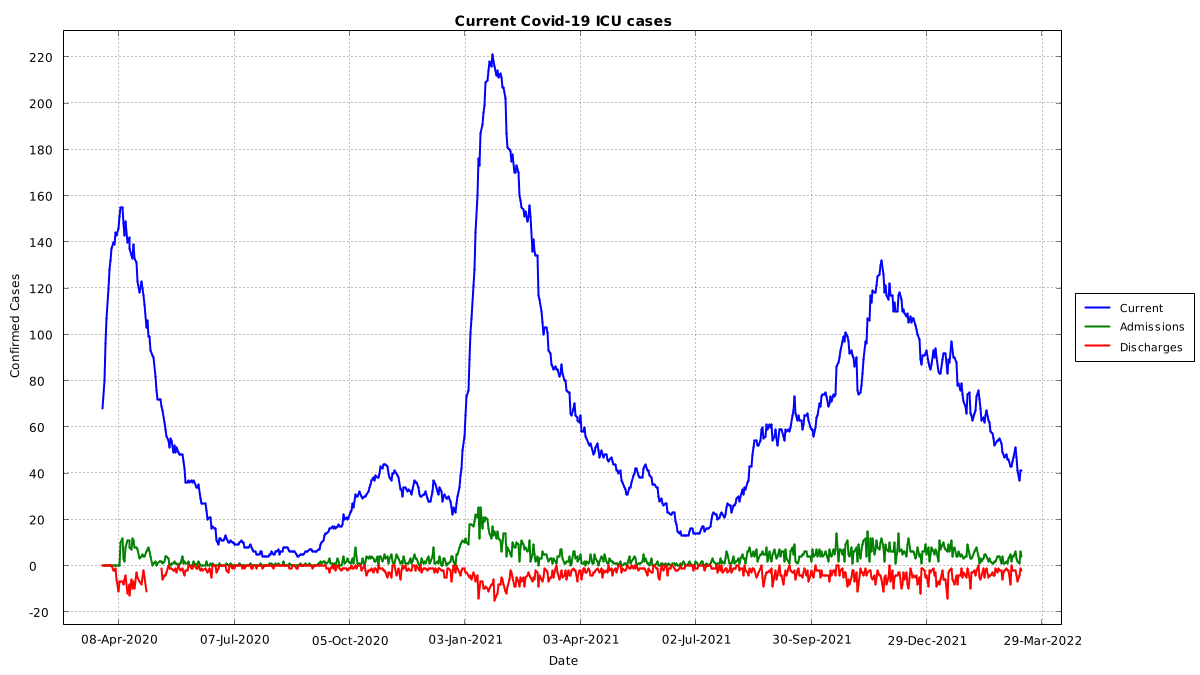 Current Covid-19 ICU cases
220
200
180
160
140
120
100
80
60
40
20
0
-20
Confirmed Cases
08-Apr-2020 07-Jul-2020 05-Oct-2020 03-Jan-2021 03-Apr-2021 02-Jul-2021 30-Sep-2021 29-Dec-2021 29-Mar-2022
Date
Current
Admissions
Discharges